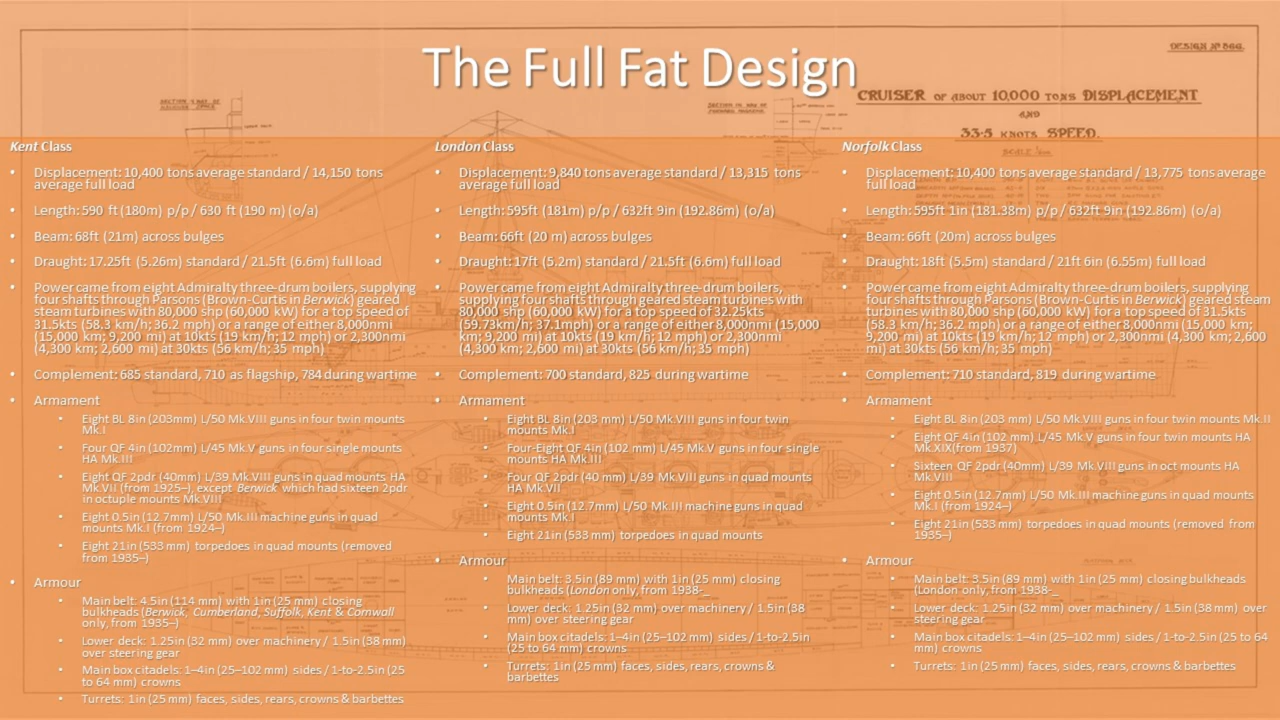 The Full Fat Design
DESIGN Nº 866.
CRUISER OF ABOUT 10,000 TONS DISPLACEMENT
AND
33·5 KNOTS SPEED.
Kent Class
• Displacement: 10,400 tons average standard / 14,150 tons
average full load
• Length: 590 ft (180m) p/p / 630 ft (190 m) (o/a)
• Beam: 68ft (21m) across bulges
• Draught: 17.25ft (5.26m) standard / 21.5ft (6.6m) full load
• Power came from eight Admiralty three-drum boilers, supplying
four shafts through Parsons (Brown-Curtis in Berwick) geared
steam turbines with 80,000 shp (60,000 kW) for a top speed of
31.5kts (58.3 km/h; 36.2 mph) or a range of either 8,000nmi
(15,000 km; 9,200 mi) at 10kts (19 km/h; 12 mph) or 2,300nmi
(4,300 km; 2,600 mi) at 30kts (56 km/h; 35 mph)
• Complement: 685 standard, 710 as flagship, 784 during wartime
• Armament
• Eight BL 8in (203mm) L/50 Mk.VIII guns in four twin mounts
Mk.I
• Four QF 4in (102mm) L/45 Mk.V guns in four single mounts
HA Mk.III
• Eight QF 2pdr (40mm) L/39 Mk.VIII guns in quad mounts HA
Mk.VII (from 1925–), except Berwick which had sixteen 2pdr
in octuple mounts Mk.VIII
• Eight 0.5in (12.7mm) L/50 Mk.III machine guns in quad
mounts Mk.I (from 1924–)
• Eight 21in (533 mm) torpedoes in quad mounts (removed
from 1935–)
• Armour
• Main belt: 4.5in (114 mm) with 1in (25 mm) closing
bulkheads (Berwick, Cumberland, Suffolk, Kent & Cornwall
only, from 1935–)
• Lower deck: 1.25in (32 mm) over machinery / 1.5in (38 mm)
over steering gear
• Main box citadels: 1–4in (25–102 mm) sides / 1-to-2.5in (25
to 64 mm) crowns
• Turrets: 1in (25 mm) faces, sides, rears, crowns & barbettes
London Class
• Displacement: 9,840 tons average standard / 13,315 tons
average full load
• Length: 595ft (181m) p/p / 632ft 9in (192.86m) (o/a)
• Beam: 66ft (20 m) across bulges
• Draught: 17ft (5.2m) standard / 21.5ft (6.6m) full load
• Power came from eight Admiralty three-drum boilers,
supplying four shafts through geared steam turbines with
80,000 shp (60,000 kW) for a top speed of 32.25kts
(59.73km/h; 37.1mph) or a range of either 8,000nmi (15,000
km; 9,200 mi) at 10kts (19 km/h; 12 mph) or 2,300nmi
(4,300 km; 2,600 mi) at 30kts (56 km/h; 35 mph)
• Complement: 700 standard, 825 during wartime
• Armament
• Eight BL 8in (203 mm) L/50 Mk.VIII guns in four twin
mounts Mk.I
• Four-Eight QF 4in (102 mm) L/45 Mk.V guns in four single
mounts HA Mk.III
• Four QF 2pdr (40 mm) L/39 Mk.VIII guns in quad mounts
HA Mk.VII
• Eight 0.5in (12.7mm) L/50 Mk.III machine guns in quad
mounts Mk.I
• Eight 21in (533 mm) torpedoes in quad mounts
• Armour
• Main belt: 3.5in (89 mm) with 1in (25 mm) closing
bulkheads (London only, from 1938-_
• Lower deck: 1.25in (32 mm) over machinery / 1.5in (38
mm) over steering gear
• Main box citadels: 1–4in (25–102 mm) sides / 1-to-2.5in
(25 to 64 mm) crowns
• Turrets: 1in (25 mm) faces, sides, rears, crowns &
barbettes
Norfolk Class
• Displacement: 10,400 tons average standard / 13,775 tons average
full load
• Length: 595ft 1in (181.38m) p/p / 632ft 9in (192.86m) (o/a)
• Beam: 66ft (20m) across bulges
• Draught: 18ft (5.5m) standard / 21ft 6in (6.55m) full load
• Power came from eight Admiralty three-drum boilers, supplying
four shafts through Parsons (Brown-Curtis in Berwick) geared steam
turbines with 80,000 shp (60,000 kW) for a top speed of 31.5kts
(58.3 km/h; 36.2 mph) or a range of either 8,000nmi (15,000 km;
9,200 mi) at 10kts (19 km/h; 12 mph) or 2,300nmi (4,300 km; 2,600
mi) at 30kts (56 km/h; 35 mph)
• Complement: 710 standard, 819 during wartime
• Armament
• Eight BL 8in (203 mm) L/50 Mk.VIII guns in four twin mounts Mk.II
• Eight QF 4in (102 mm) L/45 Mk.V guns in four twin mounts HA
Mk.XIX(from 1937)
• Sixteen QF 2pdr (40mm) L/39 Mk.VIII guns in oct mounts HA
Mk.VII
• Eight 0.5in (12.7mm) L/50 Mk.III machine guns in quad mounts
Mk.I (from 1924–)
• Eight 21in (533 mm) torpedoes in quad mounts (removed from
1935–)
• Armour
• Main belt: 3.5in (89 mm) with 1in (25 mm) closing bulkheads
(London only, from 1938-_
• Lower deck: 1.25in (32 mm) over machinery / 1.5in (38 mm) over
steering gear
• Main box citadels: 1–4in (25–102 mm) sides / 1-to-2.5in (25 to 64
mm) crowns
• Turrets: 1in (25 mm) faces, sides, rears, crowns & barbettes